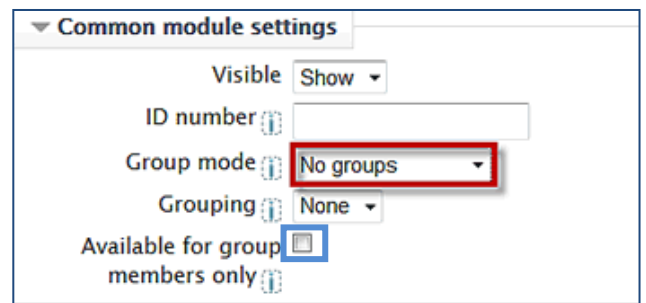 Common module settings
Visible Show
ID number
Group mode No groups
Grouping None
Available for group
members only